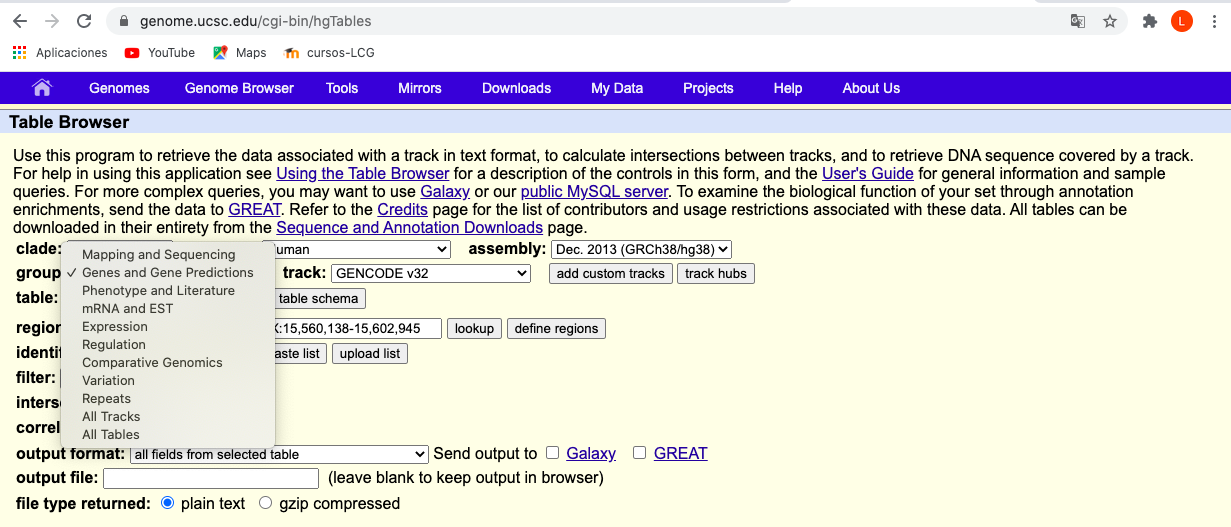 genome.ucsc.edu/cgi-bin/hgTables
L
Aplicaciones YouTube Maps cursos-LCG
Genomes Genome Browser Tools Mirrors Downloads My Data Projects Help About Us
Table Browser
Use this program to retrieve the data associated with a track in text format, to calculate intersections between tracks, and to retrieve DNA sequence covered by a track.
For help in using this application see Using the Table Browser for a description of the controls in this form, and the User's Guide for general information and sample
queries. For more complex queries, you may want to use Galaxy or our public MySQL server. To examine the biological function of your set through annotation
enrichments, send the data to GREAT. Refer to the Credits page for the list of contributors and usage restrictions associated with these data. All tables can be
downloaded in their entirety from the Sequence and Annotation Downloads page.
clade: uman assembly: Dec. 2013 (GRCh38/hg38)
Mapping and Sequencing
group ✓ Genes and Gene Predictions track: GENCODE v32 add custom tracks track hubs
Phenotype and Literature
table: table schema
mRNA and EST
Expression
region :15,560,138-15,602,945 lookup define regions
Regulation
identif aste list upload list
Comparative Genomics
filter: Variation
Repeats
inters
All Tracks
correl
All Tables
output format: all fields from selected table Send output to Galaxy GREAT
output file: (leave blank to keep output in browser)
file type returned: plain text gzip compressed